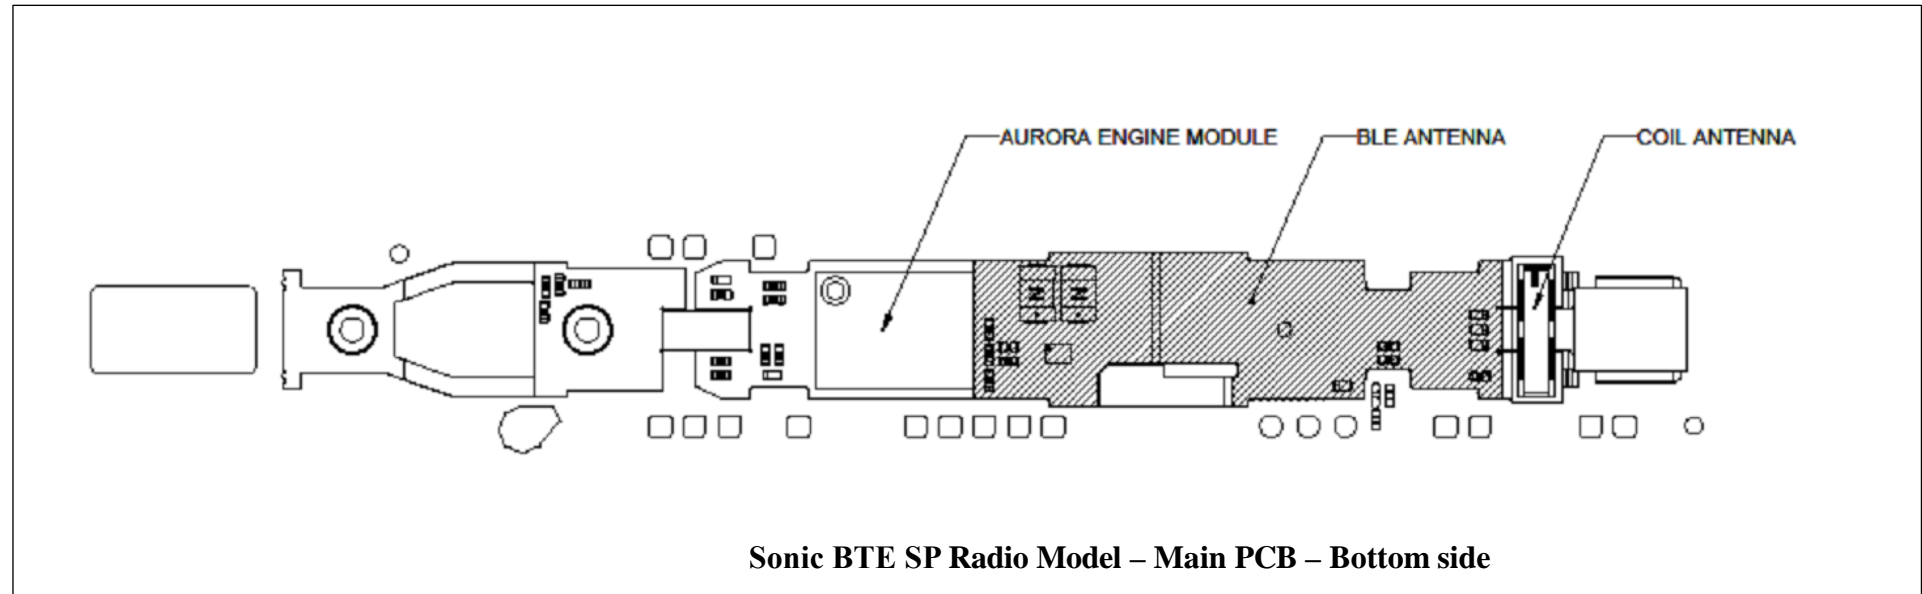 AURORA ENGINE MODULE
BLE ANTENNA
COIL ANTENNA
Sonic BTE SP Radio Model – Main PCB – Bottom side